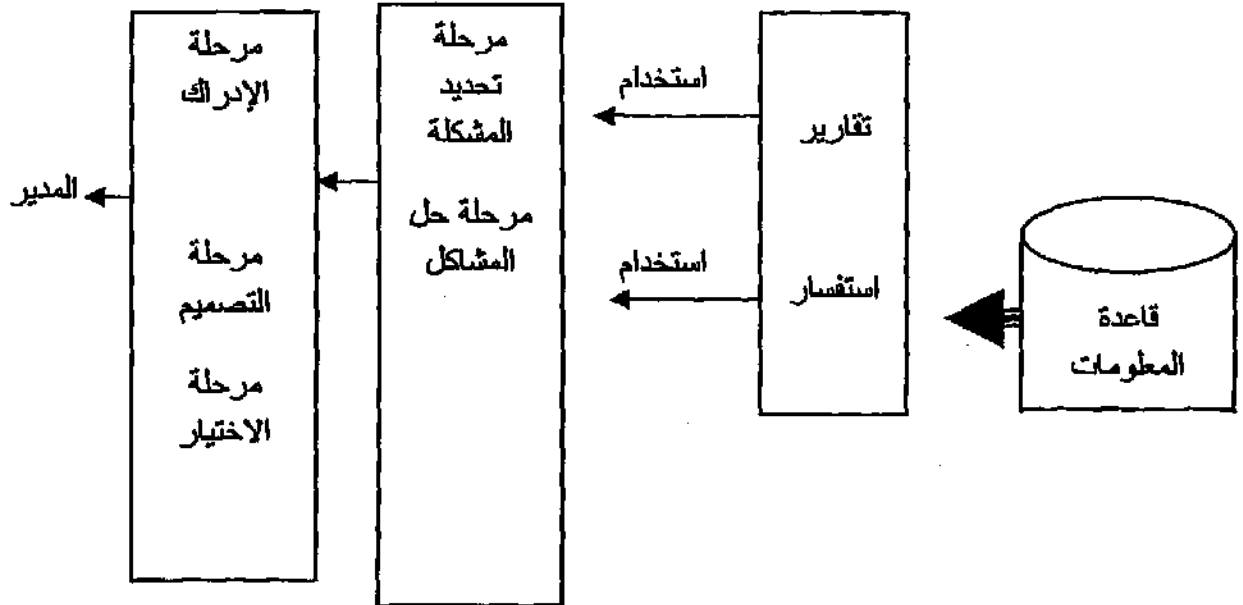 قاعدة
المعلومات
تقارير
استفسار
استخدام
استخدام
مرحلة
تحديد
المشكلة
مرحلة حل
المشاكل
مرحلة
الإدراك
مرحلة
التصميم
مرحلة
الاختيار
المدير